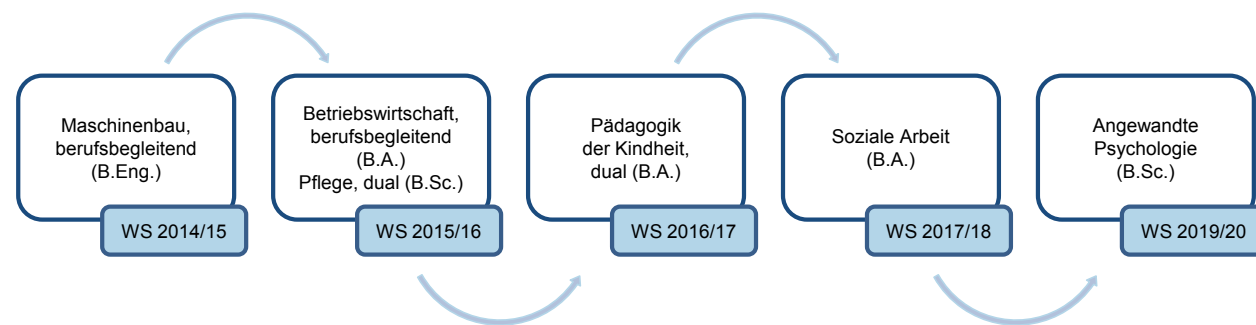 Maschinenbau,
berufsbegleitend
(B.Eng.)
WS 2014/15
Betriebswirtschaft,
berufsbegleitend
(B.A.)
Pflege, dual (B.Sc.)
WS 2015/16
Pädagogik
der Kindheit,
dual (B.A.)
WS 2016/17
Soziale Arbeit
(B.A.)
WS 2017/18
Angewandte
Psychologie
(B.Sc.)
WS 2019/20